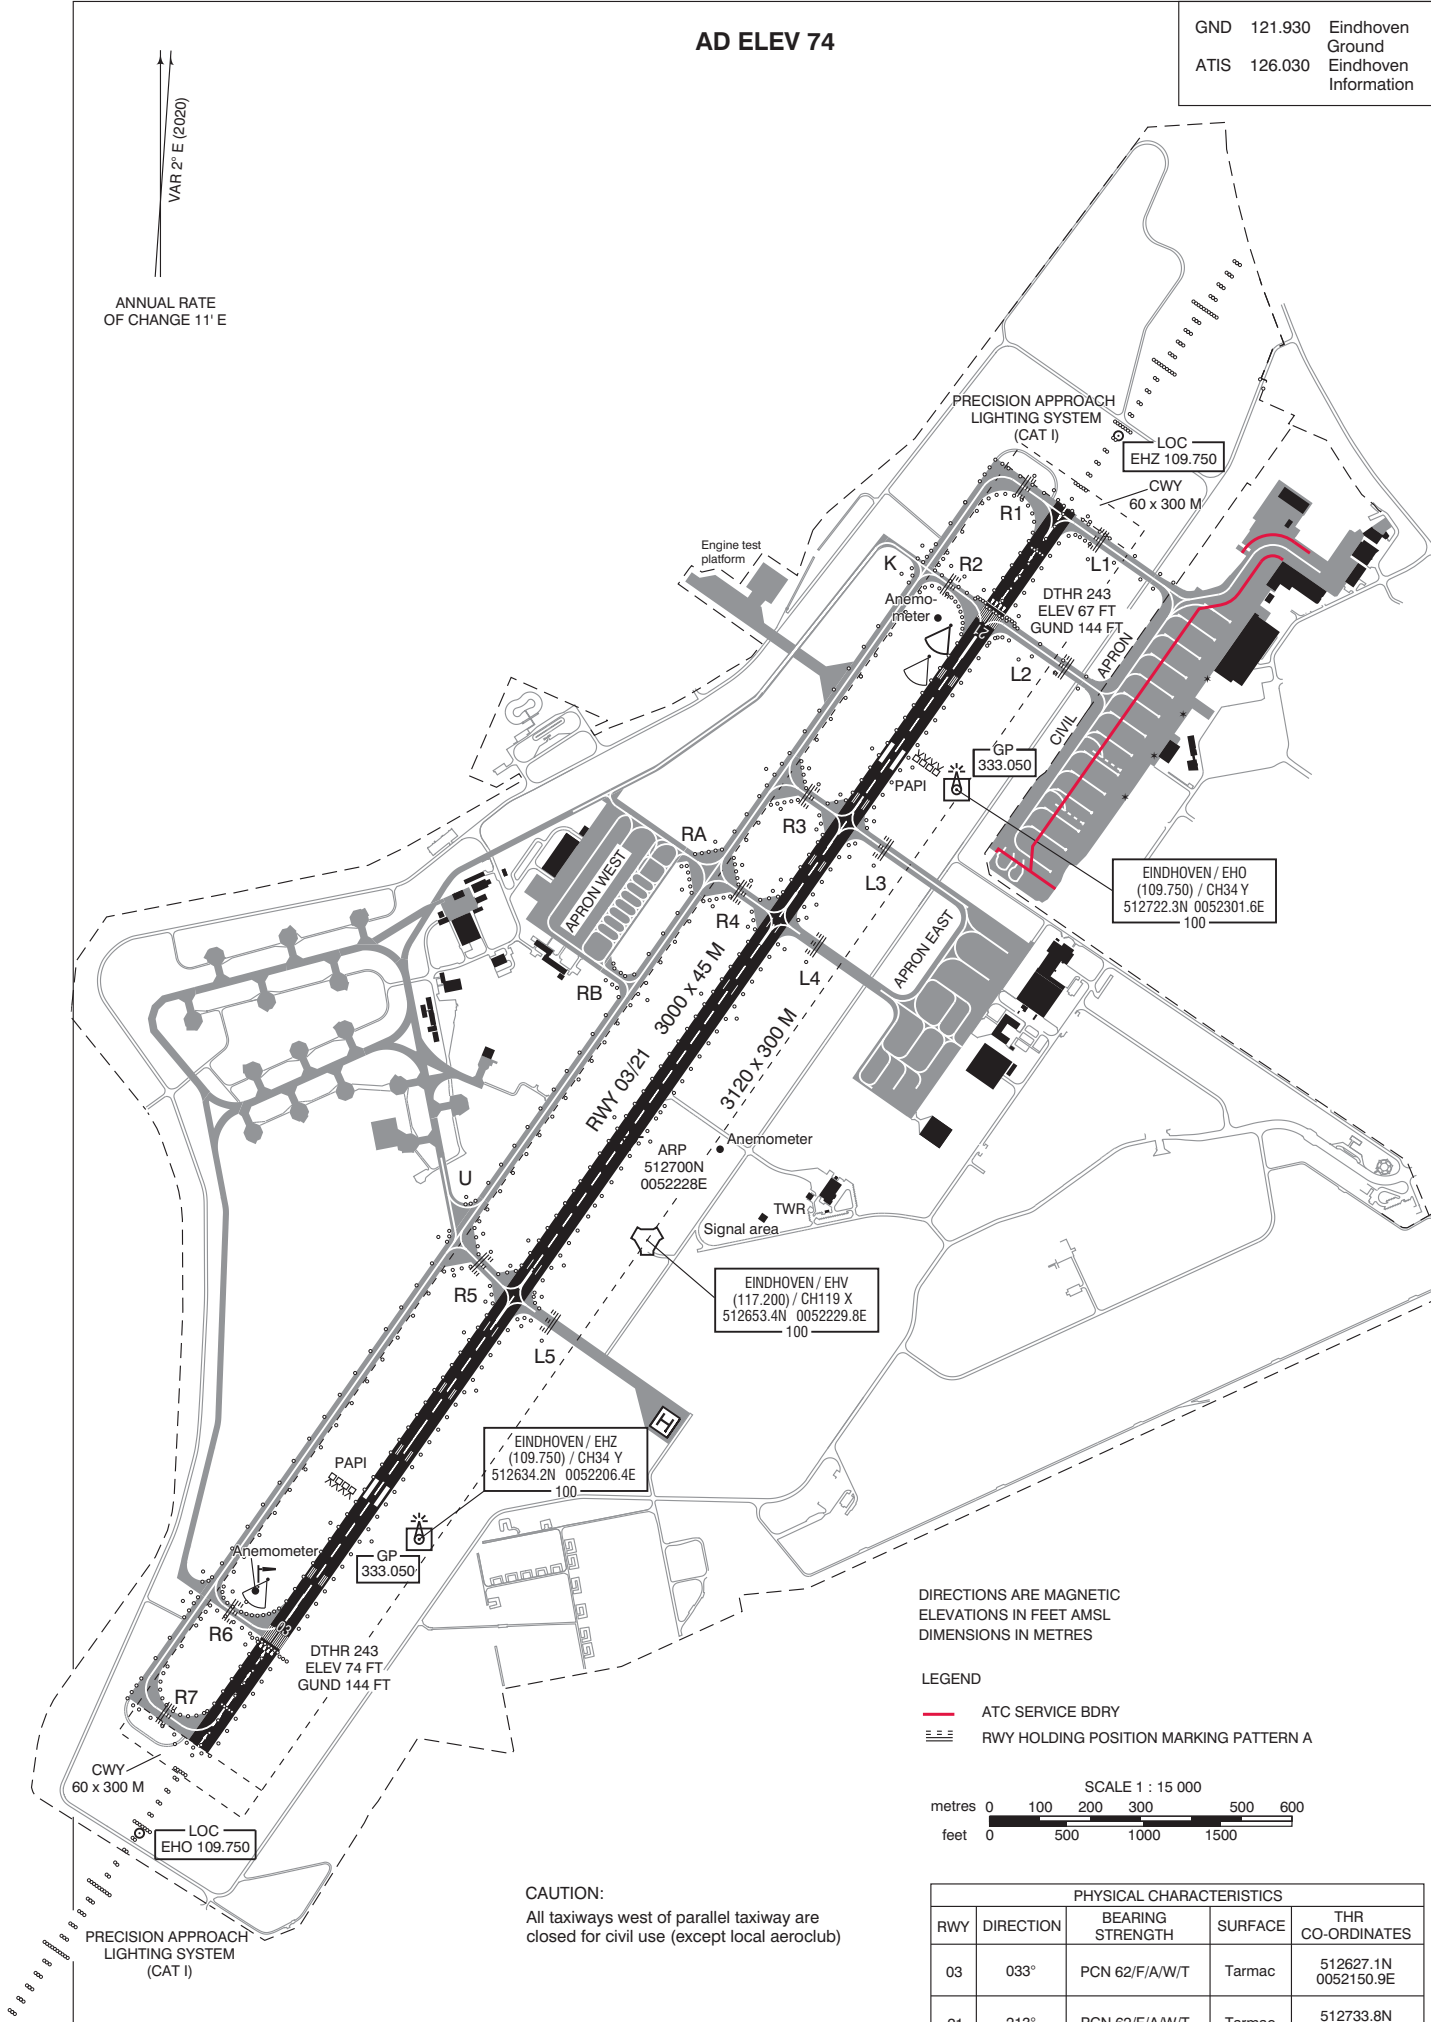 AD ELEV 74
GND 121.930 Eindhoven
Ground
ATIS 126.030 Eindhoven
Information
VAR 2° E (2020)
ANNUAL RATE
OF CHANGE 11' E
PRECISION APPROACH
LIGHTING SYSTEM
(CAT I)
LOC
EHZ 109.750
CWY
60 x 300 M
R1
L1
Engine test
platform
K
R2
Anemo-
meter
DTHR 243
ELEV 67 FT
GUND 144 FT
21
L2
CIVIL APRON
GP
333.050
PAPI
RA
R3
L3
APRON WEST
EINDHOVEN / EHO
(109.750) / CH34 Y
512722.3N 0052301.6E
100
R4
L4
APRON EAST
RB
RWY 03/21 3000 x 45 M
3120 x 300 M
ARP
512700N
0052228E
Anemometer
U
TWR
Signal area
EINDHOVEN / EHV
(117.200) / CH119 X
512653.4N 0052229.8E
100
R5
L5
H
EINDHOVEN / EHZ
(109.750) / CH34 Y
512634.2N 0052206.4E
100
PAPI
GP
333.050
Anemometer
03
R6
DTHR 243
ELEV 74 FT
GUND 144 FT
R7
CWY
60 x 300 M
LOC
EHO 109.750
PRECISION APPROACH
LIGHTING SYSTEM
(CAT I)
DIRECTIONS ARE MAGNETIC
ELEVATIONS IN FEET AMSL
DIMENSIONS IN METRES
LEGEND
ATC SERVICE BDRY
RWY HOLDING POSITION MARKING PATTERN A
SCALE 1 : 15 000
metres 0 100 200 300 500 600
feet 0 500 1000 1500
CAUTION:
All taxiways west of parallel taxiway are
closed for civil use (except local aeroclub)
PHYSICAL CHARACTERISTICS
RWY DIRECTION BEARING STRENGTH SURFACE THR CO-ORDINATES
03 033° PCN 62/F/A/W/T Tarmac 512627.1N
0052150.9E
21 213° PCN 62/F/A/W/T Tarmac 512733.8N